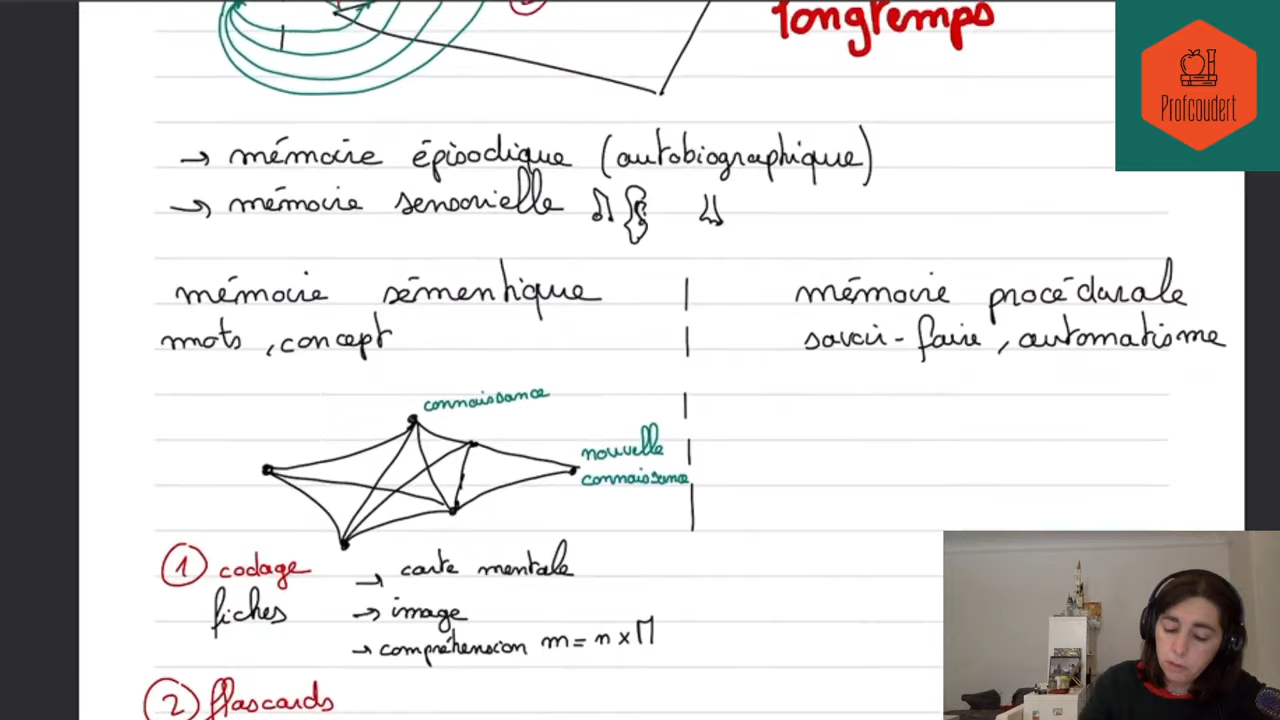 longtemps
Profcoudert
→ mémoire épisodique (autobiographique)
→ mémoire sensorielle
mémoire sémentique
mots, concept
mémoire procédurale
savoir-faire, automatisme
connaissance
nouvelle
connaissance
1 codage
fiches
→ carte mentale
→ image
→ compréhension m = n x M
2 flascards